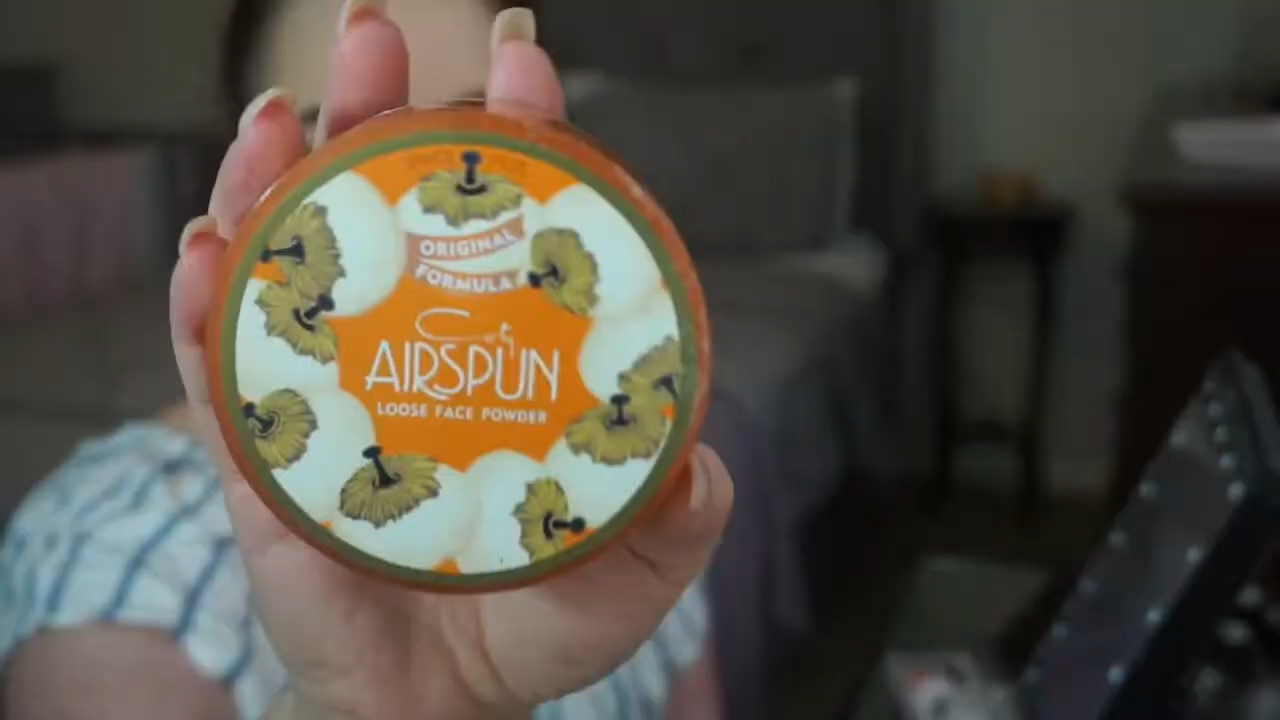 ORIGINAL
FORMULA
Coty
AIRSPUN
LOOSE FACE POWDER